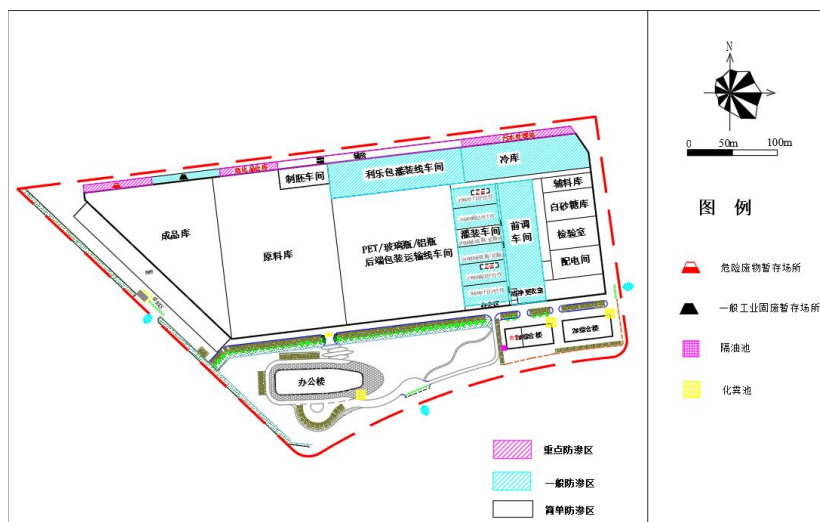 N
0 50m 100m
图 例
危险废物暂存场所
一般工业固废暂存场所
隔油池
化粪池
冷库
利乐包灌装线车间
制胚车间
辅料库
白砂糖库
检验室
配电间
前调
车间
灌装车间
成品库
原料库
PET/玻璃瓶/铝瓶
后端包装运输线车间
2#综合楼
办公楼
重点防渗区
一般防渗区
简单防渗区